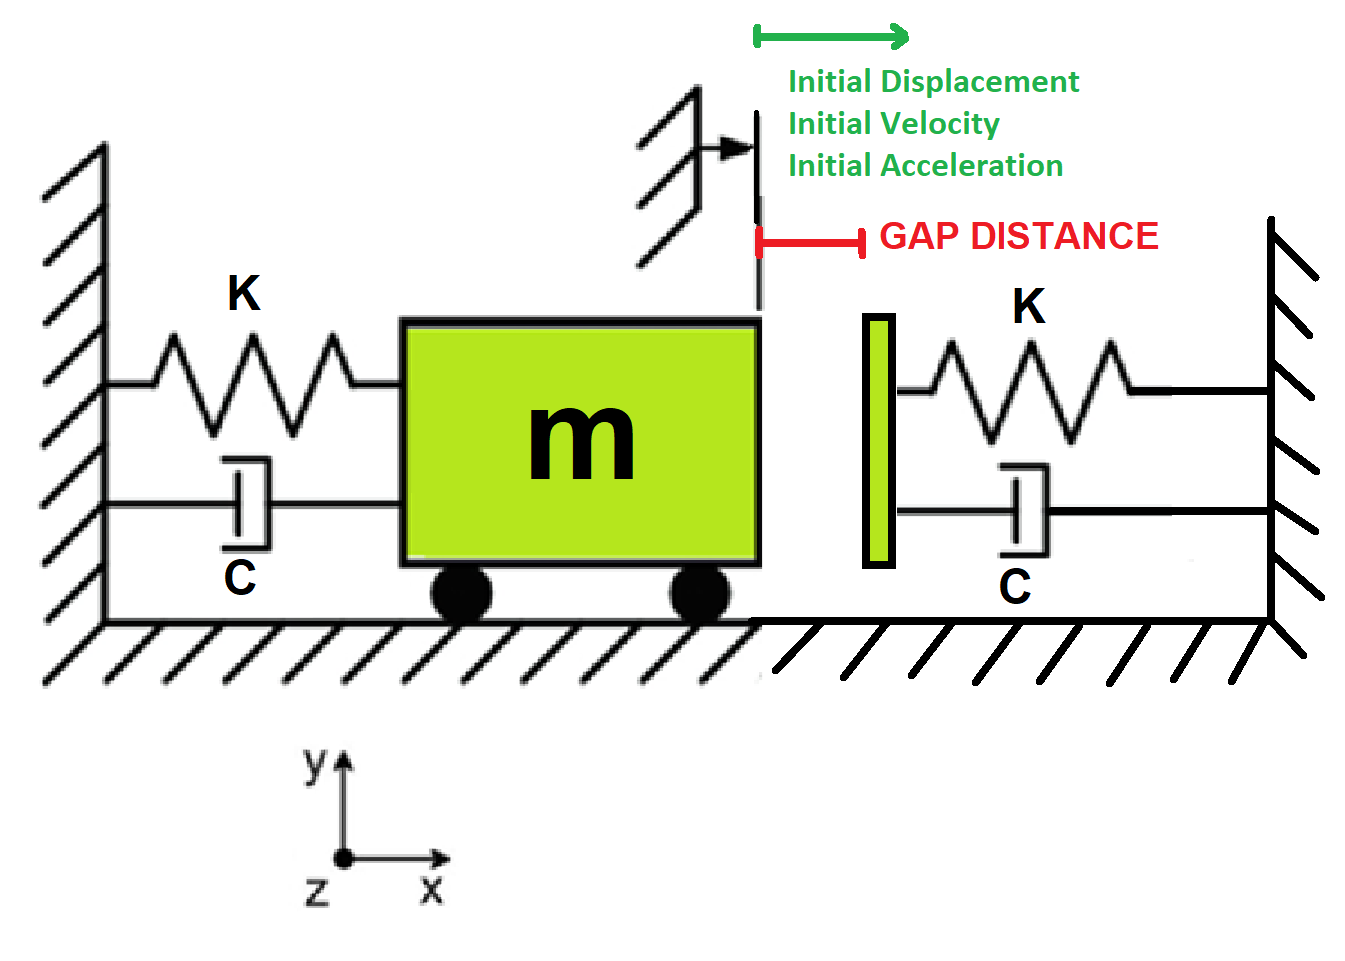 Initial Displacement
Initial Velocity
Initial Acceleration
GAP DISTANCE
K
K
m
C
C
y
z
x